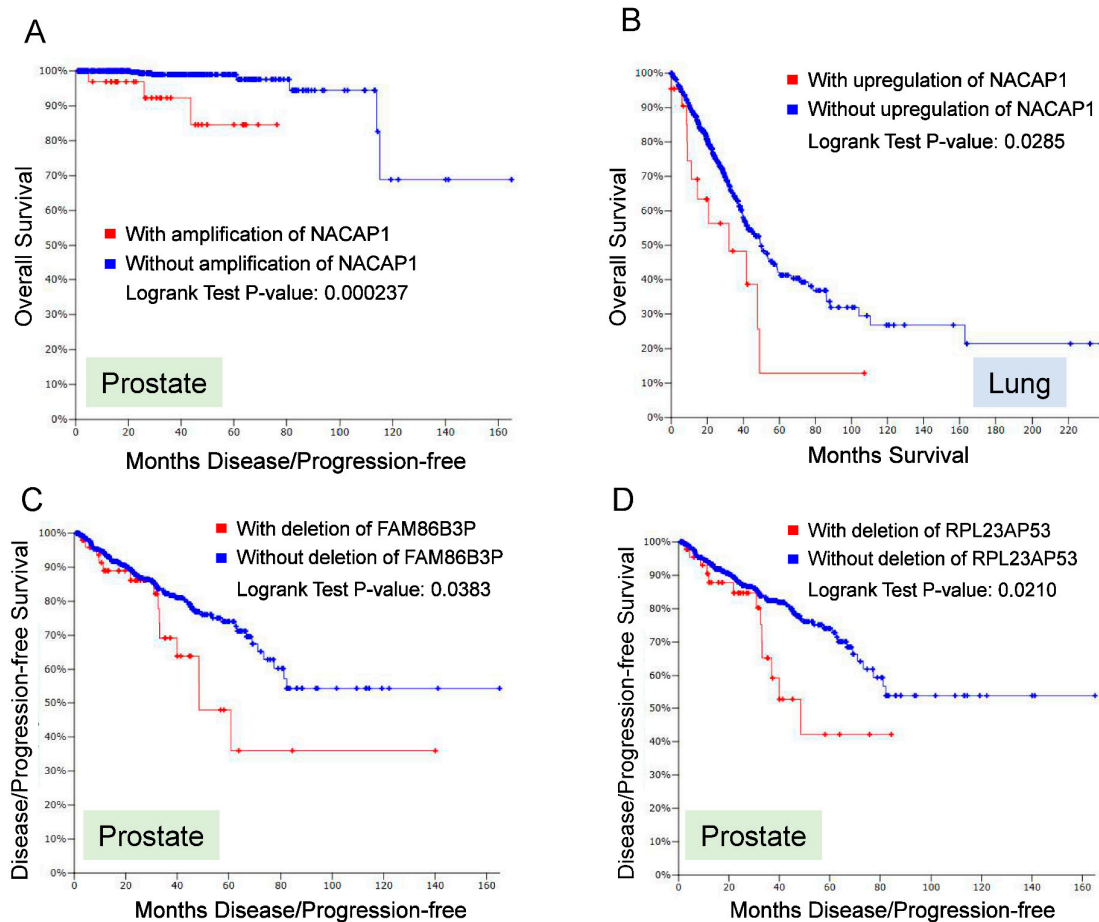 A
Overall Survival
100%
90%
80%
70%
60%
50%
40%
30%
20%
10%
0%
With amplification of NACAP1
Without amplification of NACAP1
Logrank Test P-value: 0.000237
Prostate
0 20 40 60 80 100 120 140 160
Months Disease/Progression-free
B
Overall Survival
100%
90%
80%
70%
60%
50%
40%
30%
20%
10%
0%
With upregulation of NACAP1
Without upregulation of NACAP1
Logrank Test P-value: 0.0285
Lung
0 20 40 60 80 100 120 140 160 180 200 220
Months Survival
C
Disease/Progression-free Survival
100%
90%
80%
70%
60%
50%
40%
30%
20%
10%
0%
With deletion of FAM86B3P
Without deletion of FAM86B3P
Logrank Test P-value: 0.0383
Prostate
0 20 40 60 80 100 120 140 160
Months Disease/Progression-free
D
Disease/Progression-free Survival
100%
90%
80%
70%
60%
50%
40%
30%
20%
10%
0%
With deletion of RPL23AP53
Without deletion of RPL23AP53
Logrank Test P-value: 0.0210
Prostate
0 20 40 60 80 100 120 140 160
Months Disease/Progression-free